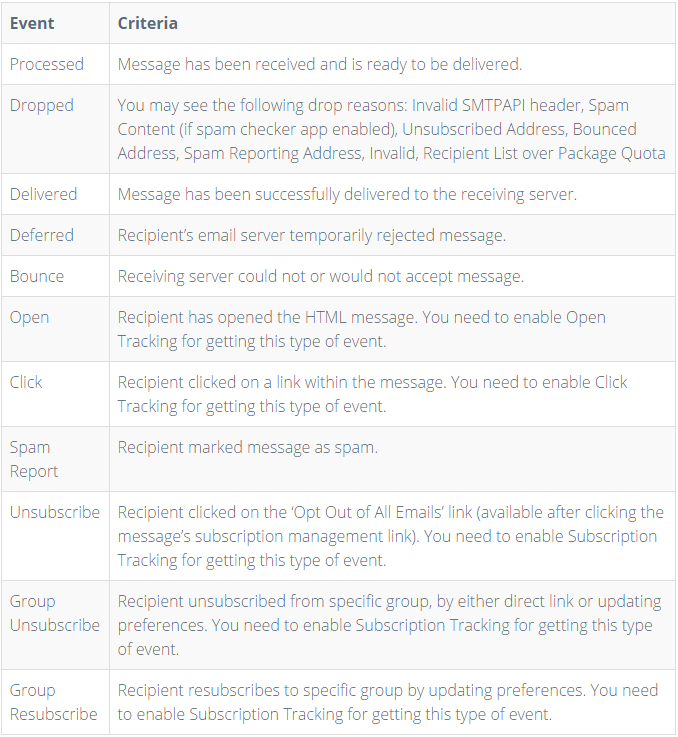 Event Criteria
Processed Message has been received and is ready to be delivered.
Dropped You may see the following drop reasons: Invalid SMTPAPI header, Spam
Content (if spam checker app enabled), Unsubscribed Address, Bounced
Address, Spam Reporting Address, Invalid, Recipient List over Package Quota
Delivered Message has been successfully delivered to the receiving server.
Deferred Recipient’s email server temporarily rejected message.
Bounce Receiving server could not or would not accept message.
Open Recipient has opened the HTML message. You need to enable Open
Tracking for getting this type of event.
Click Recipient clicked on a link within the message. You need to enable Click
Tracking for getting this type of event.
Spam Recipient marked message as spam.
Report
Unsubscribe Recipient clicked on the ‘Opt Out of All Emails’ link (available after clicking the
message’s subscription management link). You need to enable Subscription
Tracking for getting this type of event.
Group Recipient unsubscribed from specific group, by either direct link or updating
Unsubscribe preferences. You need to enable Subscription Tracking for getting this type
of event.
Group Recipient resubscribes to specific group by updating preferences. You need
Resubscribe to enable Subscription Tracking for getting this type of event.